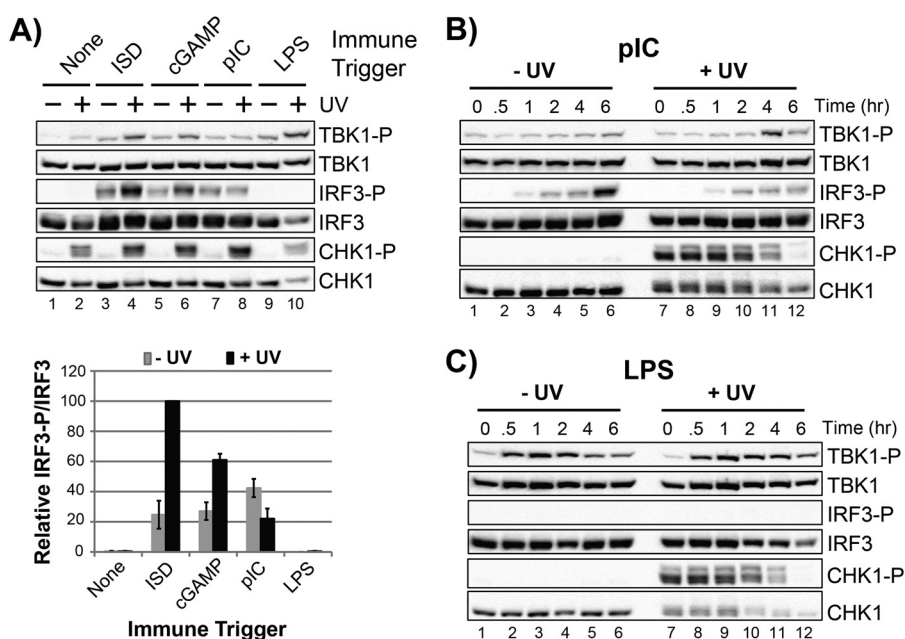 A)
None ISD cGAMP pIC LPS Immune Trigger
− + − + − + − + − + UV
TBK1-P
TBK1
IRF3-P
IRF3
CHK1-P
CHK1
1 2 3 4 5 6 7 8 9 10
- UV + UV
Relative IRF3-P/IRF3
120
100
80
60
40
20
0
None ISD cGAMP pIC LPS
Immune Trigger
B)
pIC
- UV + UV
0 .5 1 2 4 6 0 .5 1 2 4 6 Time (hr)
TBK1-P
TBK1
IRF3-P
IRF3
CHK1-P
CHK1
1 2 3 4 5 6 7 8 9 10 11 12
C)
LPS
- UV + UV
0 .5 1 2 4 6 0 .5 1 2 4 6 Time (hr)
TBK1-P
TBK1
IRF3-P
IRF3
CHK1-P
CHK1
1 2 3 4 5 6 7 8 9 10 11 12